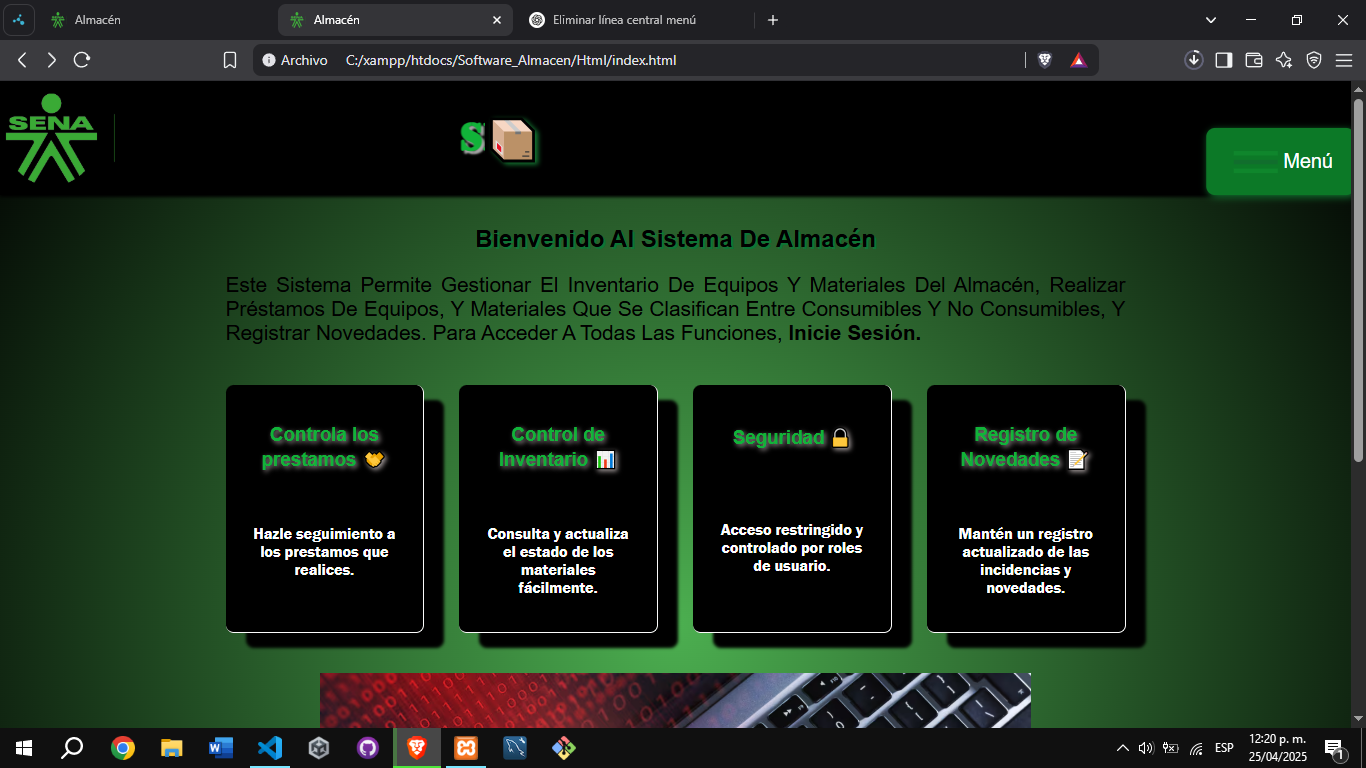 Almacén
Almacén
Eliminar línea central menú
Archivo C:/xampp/htdocs/Software_Almacen/Html/index.html
SENA
S📦
Menú
Bienvenido Al Sistema De Almacén
Este Sistema Permite Gestionar El Inventario De Equipos Y Materiales Del Almacén, Realizar
Préstamos De Equipos, Y Materiales Que Se Clasifican Entre Consumibles Y No Consumibles, Y
Registrar Novedades. Para Acceder A Todas Las Funciones, Inicie Sesión.
Controla los
prestamos 🤝
Hazle seguimiento a
los prestamos que
realices.
Control de
Inventario 📊
Consulta y actualiza
el estado de los
materiales
fácilmente.
Seguridad 🔒
Acceso restringido y
controlado por roles
de usuario.
Registro de
Novedades 📝
Mantén un registro
actualizado de las
incidencias y
novedades.
ESP
12:20 p. m.
25/04/2025
1